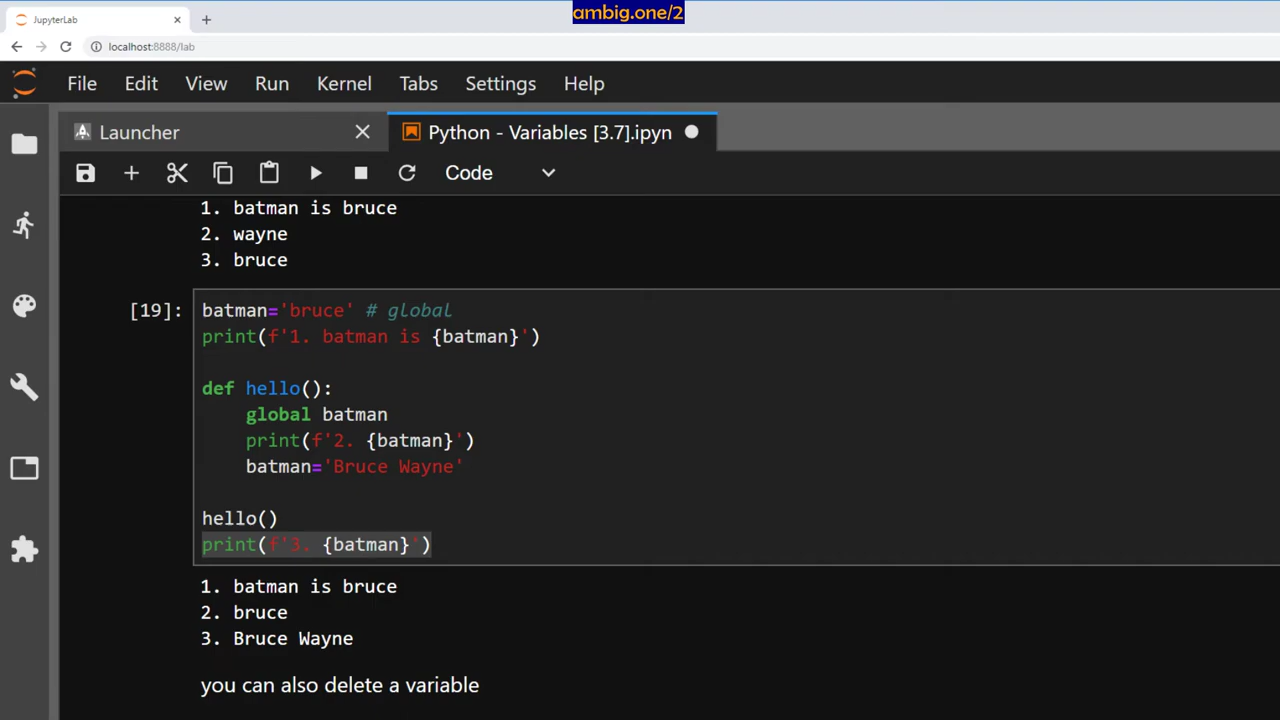 ambig.one/2
JupyterLab
localhost:8888/lab
File Edit View Run Kernel Tabs Settings Help
Launcher Python - Variables [3.7].ipyn
Code
1. batman is bruce
2. wayne
3. bruce
[19]: batman='bruce' # global
print(f'1. batman is {batman}')
def hello():
    global batman
    print(f'2. {batman}')
    batman='Bruce Wayne'
hello()
print(f'3. {batman}')
1. batman is bruce
2. bruce
3. Bruce Wayne
you can also delete a variable